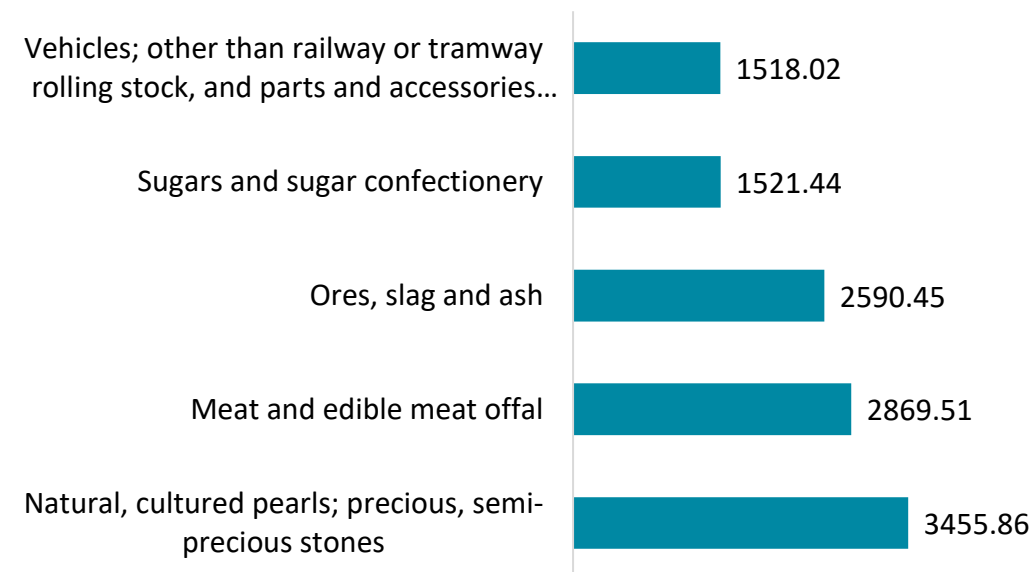 Vehicles; other than railway or tramway
rolling stock, and parts and accessories...
1518.02
Sugars and sugar confectionery
1521.44
Ores, slag and ash
2590.45
Meat and edible meat offal
2869.51
Natural, cultured pearls; precious, semi-
precious stones
3455.86